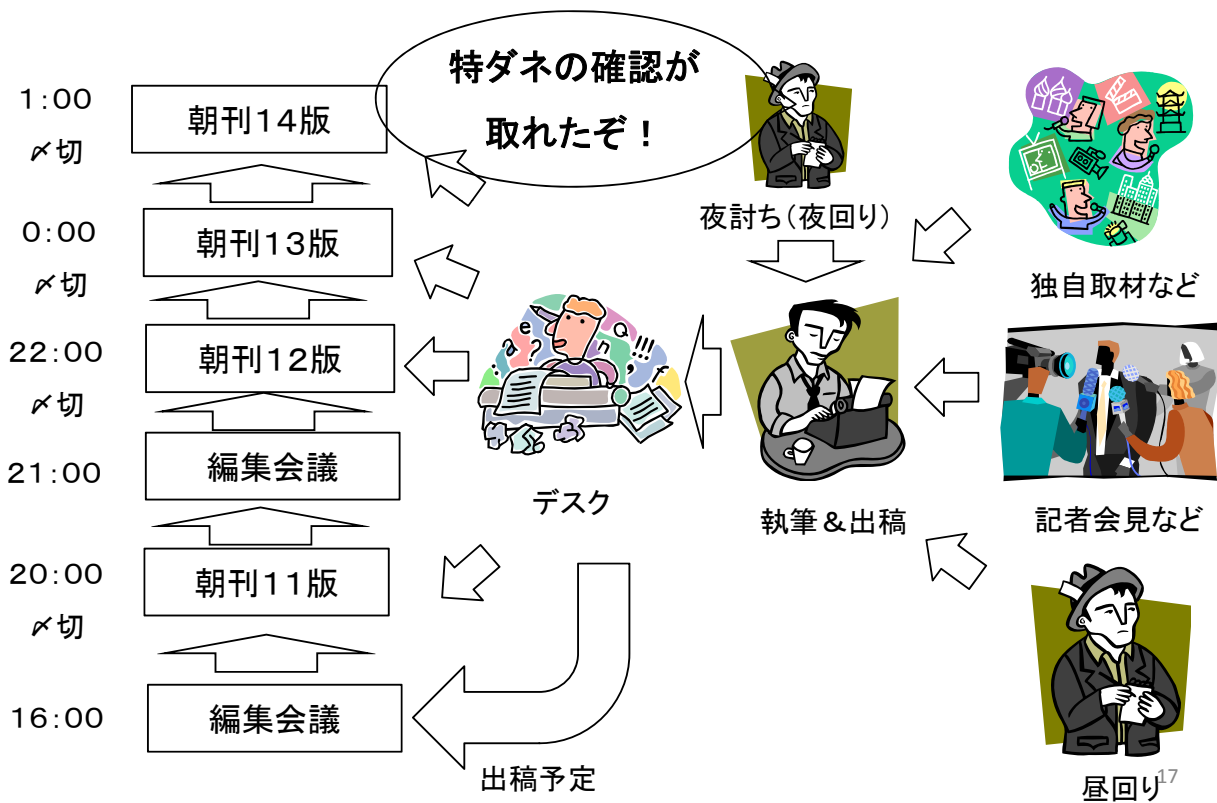 特ダネの確認が
取れたぞ！
1:00
〆切
朝刊14版
0:00
〆切
朝刊13版
22:00
〆切
朝刊12版
21:00
編集会議
20:00
〆切
朝刊11版
16:00
編集会議
出稿予定
デスク
a e ? n Q !!! , f
夜討ち(夜回り)
執筆＆出稿
独自取材など
記者会見など
昼回り
17